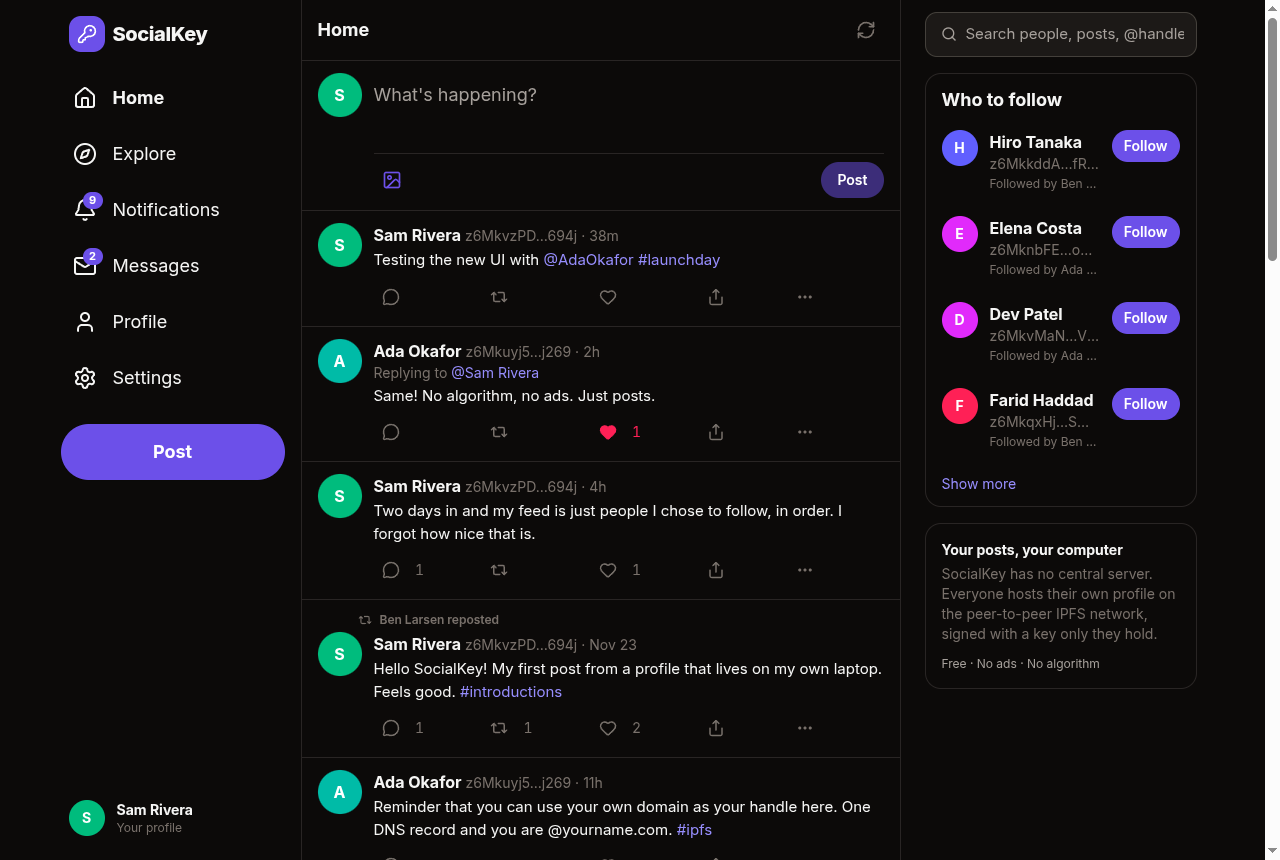 SocialKey
Home
Explore
9
Notifications
2
Messages
Profile
Settings
Post
S
Sam Rivera
Your profile
Home
S
What's happening?
Post
S
Sam Rivera z6MkvzPD...694j · 38m
Testing the new UI with @AdaOkafor #launchday
A
Ada Okafor z6Mkuyj5...j269 · 2h
Replying to @Sam Rivera
Same! No algorithm, no ads. Just posts.
1
S
Sam Rivera z6MkvzPD...694j · 4h
Two days in and my feed is just people I chose to follow, in order. I
forgot how nice that is.
1 1
Ben Larsen reposted
S
Sam Rivera z6MkvzPD...694j · Nov 23
Hello SocialKey! My first post from a profile that lives on my own laptop.
Feels good. #introductions
1 1 2
A
Ada Okafor z6Mkuyj5...j269 · 11h
Reminder that you can use your own domain as your handle here. One
DNS record and you are @yourname.com. #ipfs
Search people, posts, @handle
Who to follow
H
Hiro Tanaka
z6MkkddA...fR...
Followed by Ben ...
Follow
E
Elena Costa
z6MknbFE...o...
Followed by Ada ...
Follow
D
Dev Patel
z6MkvMaN...V...
Followed by Ada ...
Follow
F
Farid Haddad
z6MkqxHj...S...
Followed by Ben ...
Follow
Show more
Your posts, your computer
SocialKey has no central server.
Everyone hosts their own profile on
the peer-to-peer IPFS network,
signed with a key only they hold.
Free · No ads · No algorithm